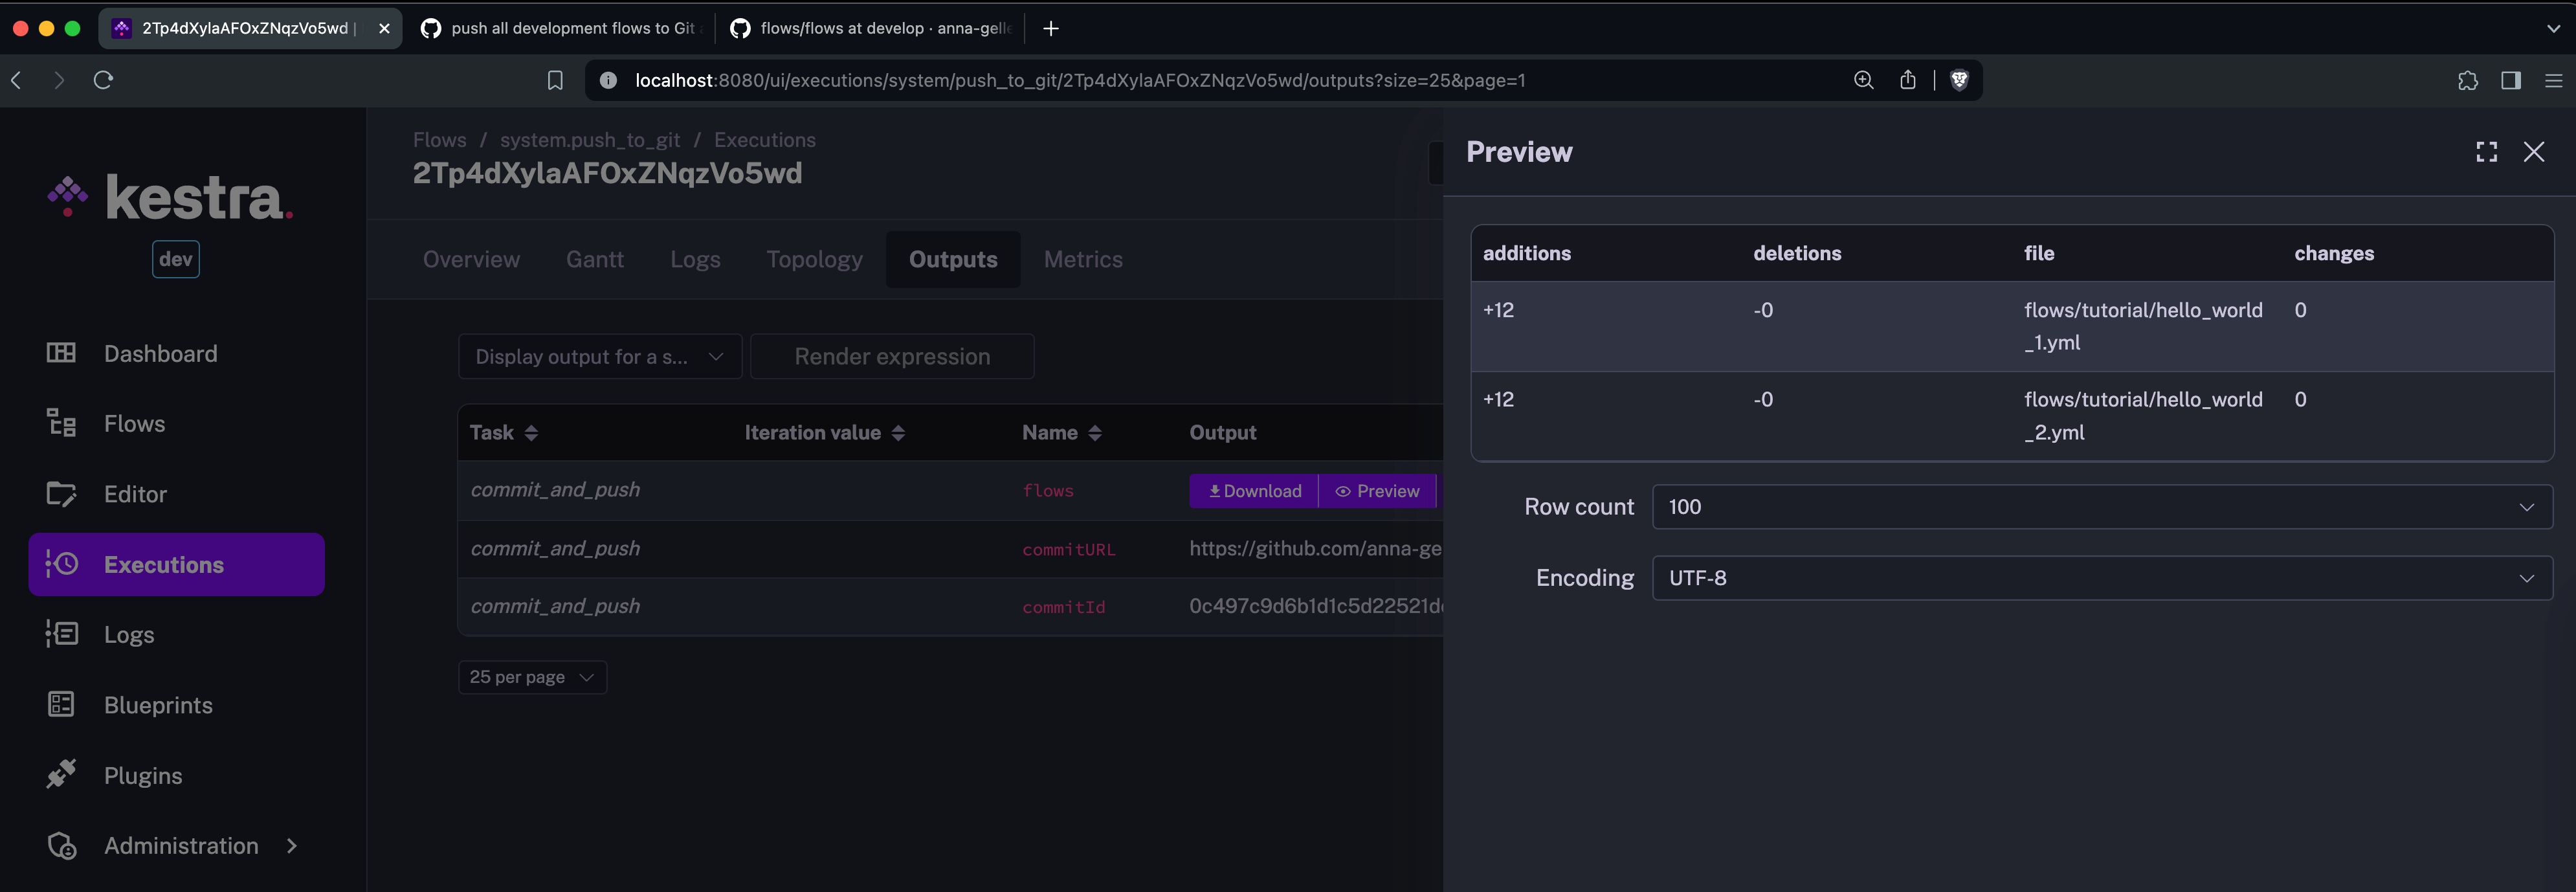 2Tp4dXylaAFOxZNqzVo5wd |
push all development flows to Git
flows/flows at develop · anna-gelle
localhost:8080/ui/executions/system/push_to_git/2Tp4dXylaAFOxZNqzVo5wd/outputs?size=25&page=1
kestra.
dev
Dashboard
Flows
Editor
Executions
Logs
Blueprints
Plugins
Administration
Flows / system.push_to_git / Executions
2Tp4dXylaAFOxZNqzVo5wd
Overview Gantt Logs Topology Outputs Metrics
Display output for a s... Render expression
Task Iteration value Name Output
commit_and_push flows Download Preview
commit_and_push commitURL https://github.com/anna-ge
commit_and_push commitId 0c497c9d6b1d1c5d22521d
25 per page
Preview
additions deletions file changes
+12 -0 flows/tutorial/hello_world 0
_1.yml
+12 -0 flows/tutorial/hello_world 0
_2.yml
Row count 100
Encoding UTF-8